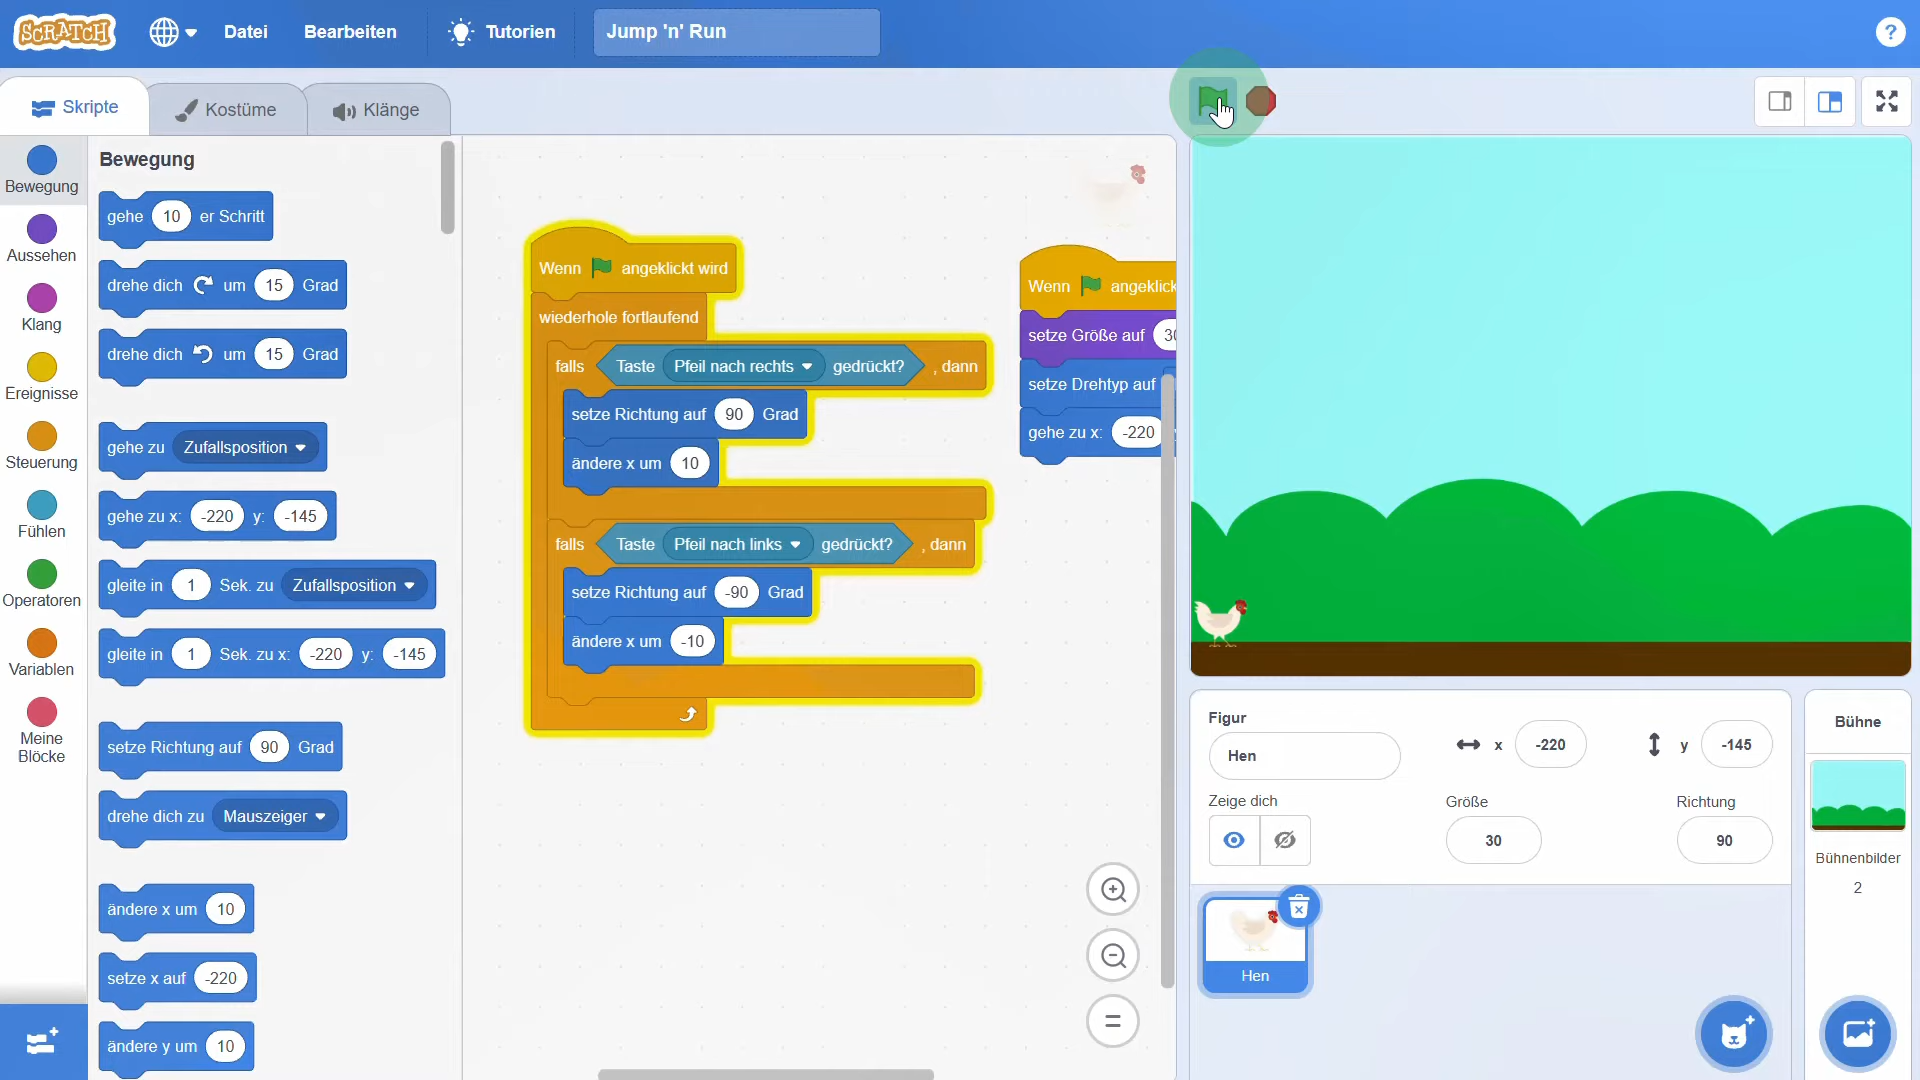 SCRATCH
Datei
Bearbeiten
Tutorien
Jump 'n' Run
?
Skripte
Kostüme
Klänge
Bewegung
Aussehen
Klang
Ereignisse
Steuerung
Fühlen
Operatoren
Variablen
Meine
Blöcke
Bewegung
gehe 10 er Schritt
drehe dich um 15 Grad
drehe dich um 15 Grad
gehe zu Zufallsposition
gehe zu x: -220 y: -145
gleite in 1 Sek. zu Zufallsposition
gleite in 1 Sek. zu x: -220 y: -145
setze Richtung auf 90 Grad
drehe dich zu Mauszeiger
ändere x um 10
setze x auf -220
ändere y um 10
Wenn angeklickt wird
wiederhole fortlaufend
falls Taste Pfeil nach rechts gedrückt? , dann
setze Richtung auf 90 Grad
ändere x um 10
falls Taste Pfeil nach links gedrückt? , dann
setze Richtung auf -90 Grad
ändere x um -10
Wenn angeklick
setze Größe auf 30
setze Drehtyp auf
gehe zu x: -220
Figur
Hen
x -220
y -145
Zeige dich
Größe
30
Richtung
90
Hen
Bühne
Bühnenbilder
2